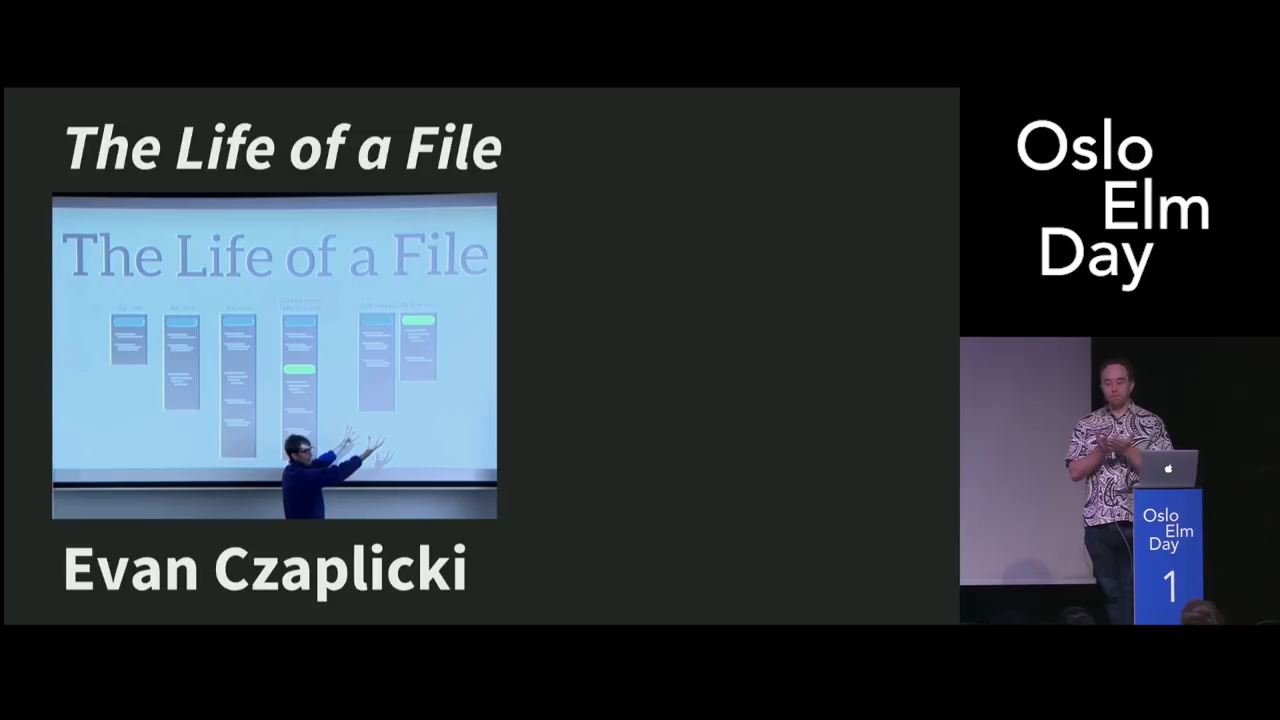 The Life of a File
The Life of a File
Evan Czaplicki
Oslo
Elm
Day
Oslo
Elm
Day
1